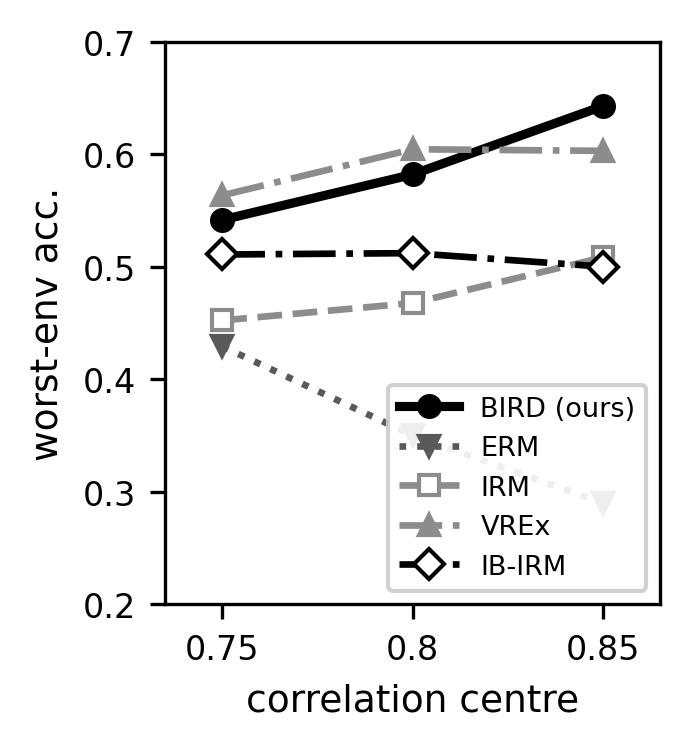 0.7
0.6
0.5
0.4
0.3
0.2
worst-env acc.
BIRD (ours)
ERM
IRM
VREx
IB-IRM
0.75 0.8 0.85
correlation centre